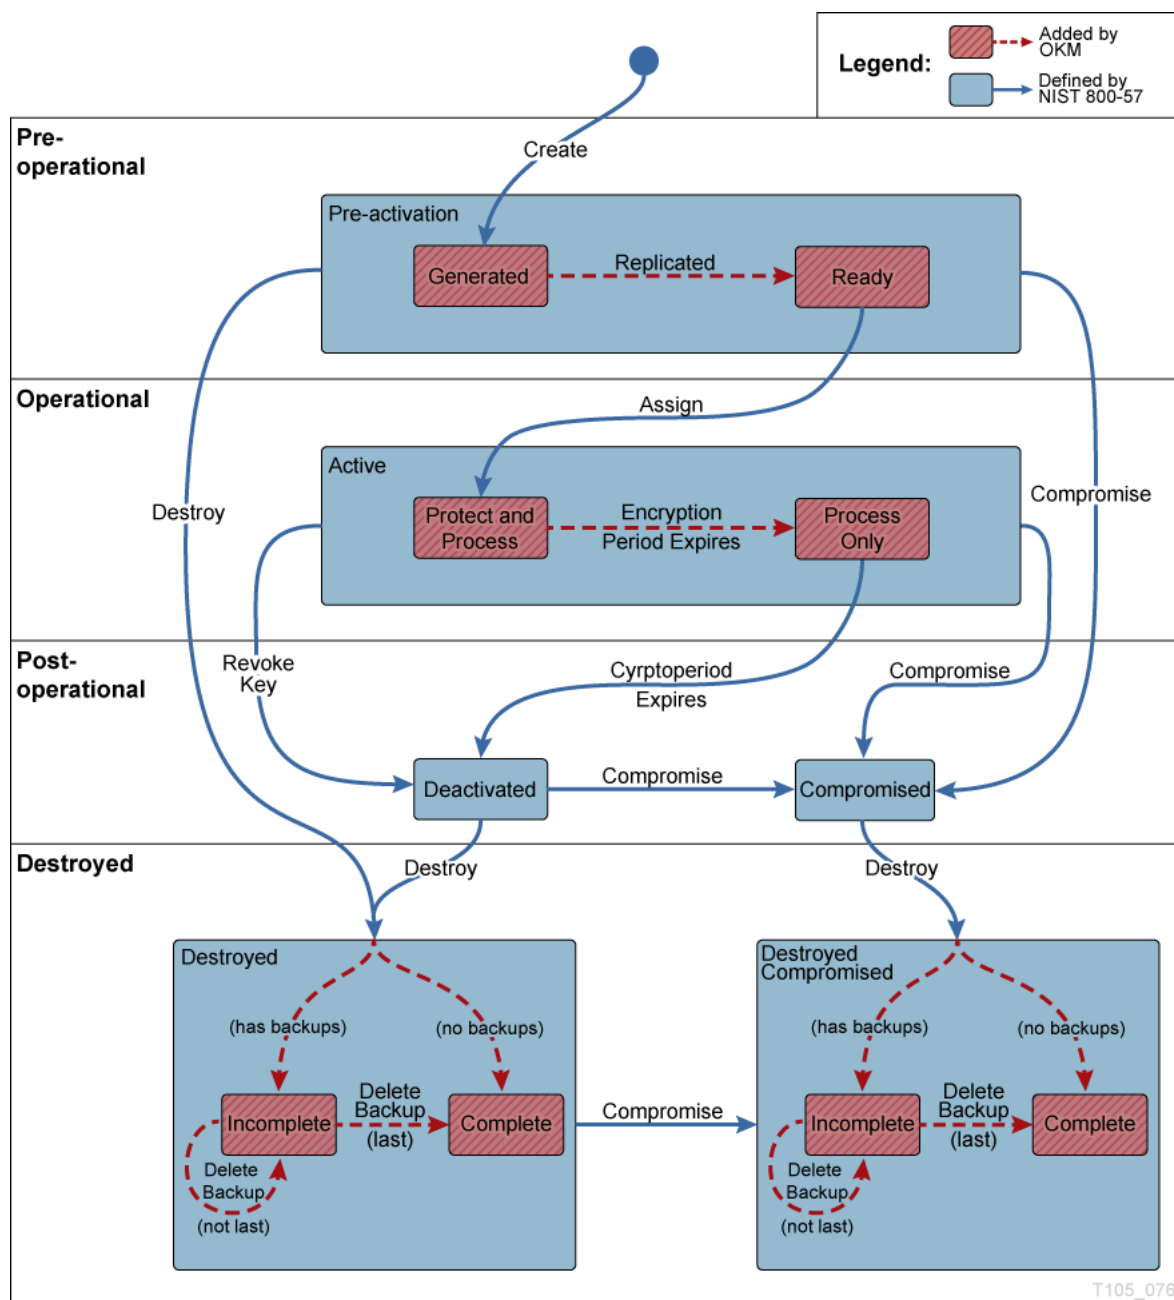 Legend:
Added by
OKM
Defined by
NIST 800-57
Pre-
operational
Create
Pre-activation
Generated
Replicated
Ready
Operational
Assign
Active
Protect and
Process
Encryption
Period Expires
Process
Only
Destroy
Compromise
Post-
operational
Revoke
Key
Cyrptoperiod
Expires
Compromise
Deactivated
Compromise
Compromised
Destroyed
Destroy
Destroy
Destroyed
(has backups)
(no backups)
Incomplete
Delete
Backup
(last)
Complete
Delete
Backup
(not last)
Compromise
Destroyed
Compromised
(has backups)
(no backups)
Incomplete
Delete
Backup
(last)
Complete
Delete
Backup
(not last)
T105_076